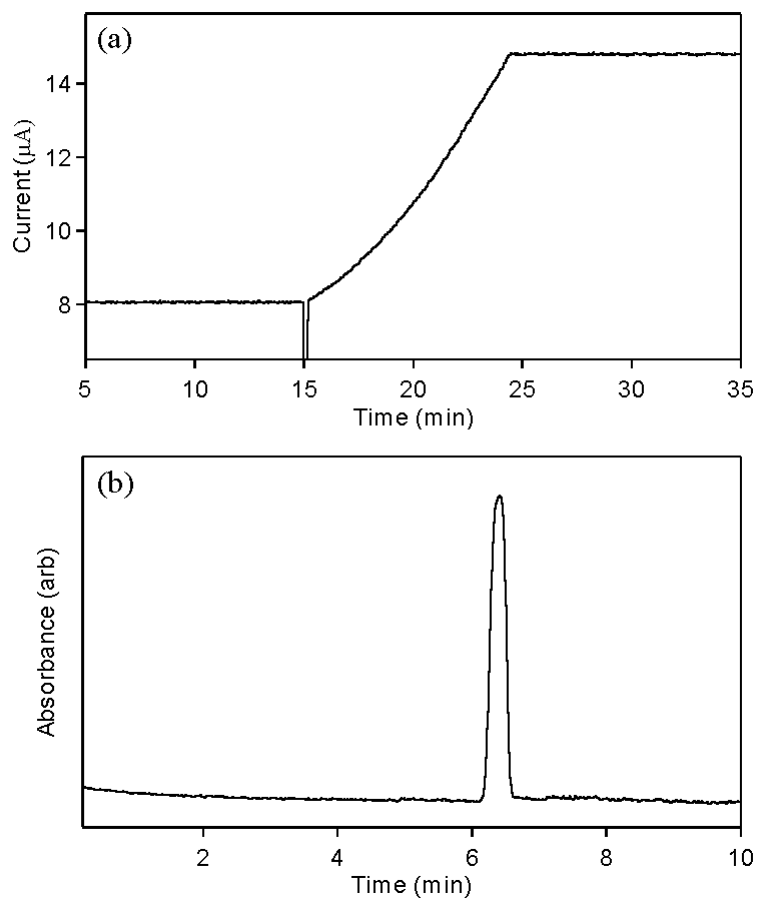 (a)
Current (μA)
14
12
10
8
5 10 15 20 25 30 35
Time (min)
(b)
Absorbance (arb)
2 4 6 8 10
Time (min)